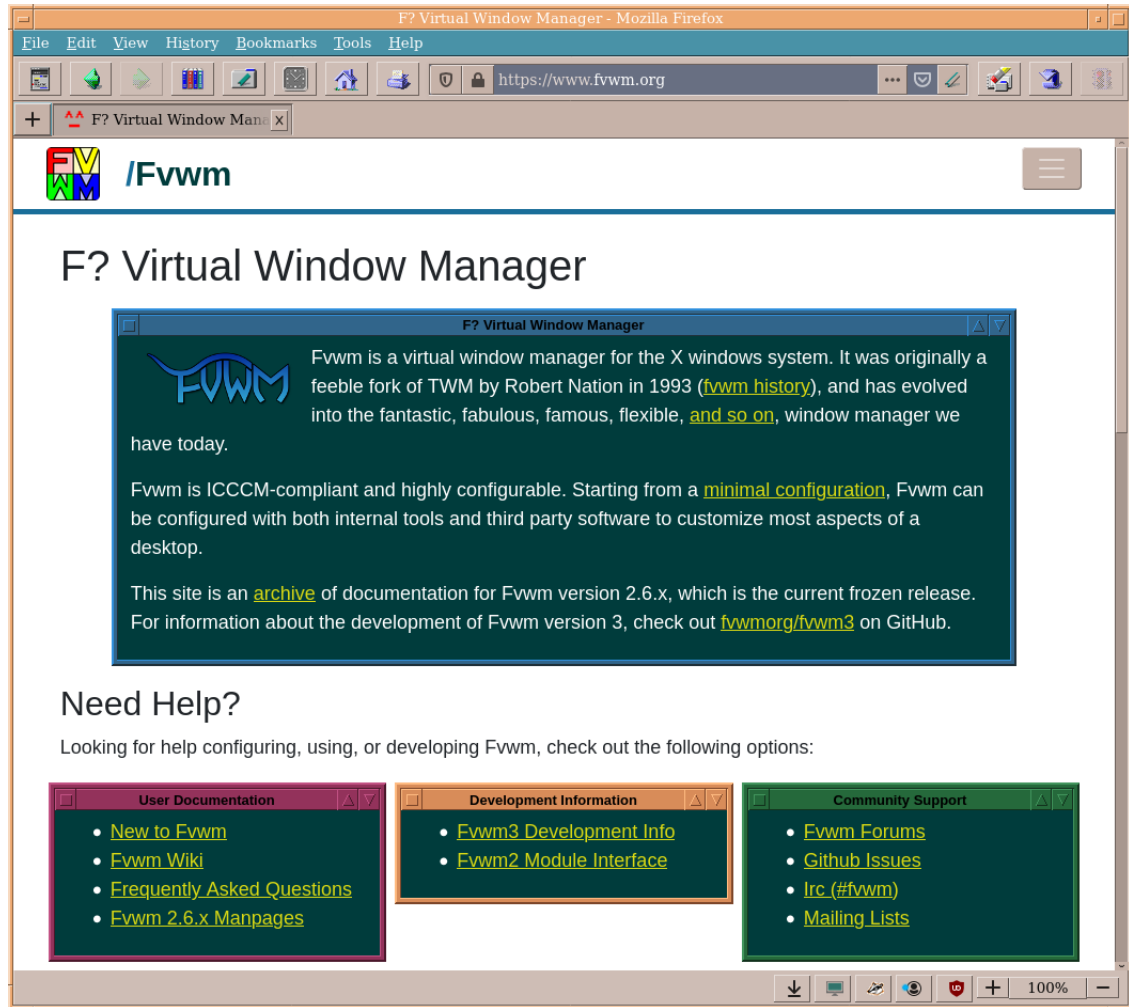 F? Virtual Window Manager - Mozilla Firefox
File Edit View History Bookmarks Tools Help
https://www.fvwm.org
F? Virtual Window Mana
FVWM
/Fvwm
F? Virtual Window Manager
F? Virtual Window Manager
FVWM
Fvwm is a virtual window manager for the X windows system. It was originally a
feeble fork of TWM by Robert Nation in 1993 (fvwm history), and has evolved
into the fantastic, fabulous, famous, flexible, and so on, window manager we
have today.
Fvwm is ICCCM-compliant and highly configurable. Starting from a minimal configuration, Fvwm can
be configured with both internal tools and third party software to customize most aspects of a
desktop.
This site is an archive of documentation for Fvwm version 2.6.x, which is the current frozen release.
For information about the development of Fvwm version 3, check out fvwmorg/fvwm3 on GitHub.
Need Help?
Looking for help configuring, using, or developing Fvwm, check out the following options:
User Documentation
New to Fvwm
Fvwm Wiki
Frequently Asked Questions
Fvwm 2.6.x Manpages
Development Information
Fvwm3 Development Info
Fvwm2 Module Interface
Community Support
Fvwm Forums
Github Issues
Irc (#fvwm)
Mailing Lists
100%